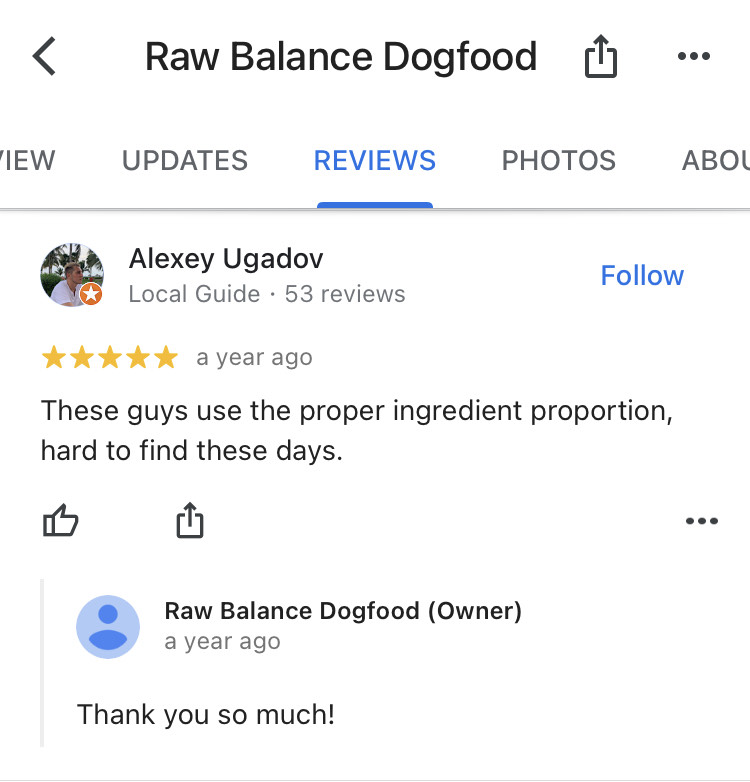 Raw Balance Dogfood
VIEW UPDATES REVIEWS PHOTOS ABOU
Alexey Ugadov
Local Guide · 53 reviews
Follow
a year ago
These guys use the proper ingredient proportion,
hard to find these days.
Raw Balance Dogfood (Owner)
a year ago
Thank you so much!